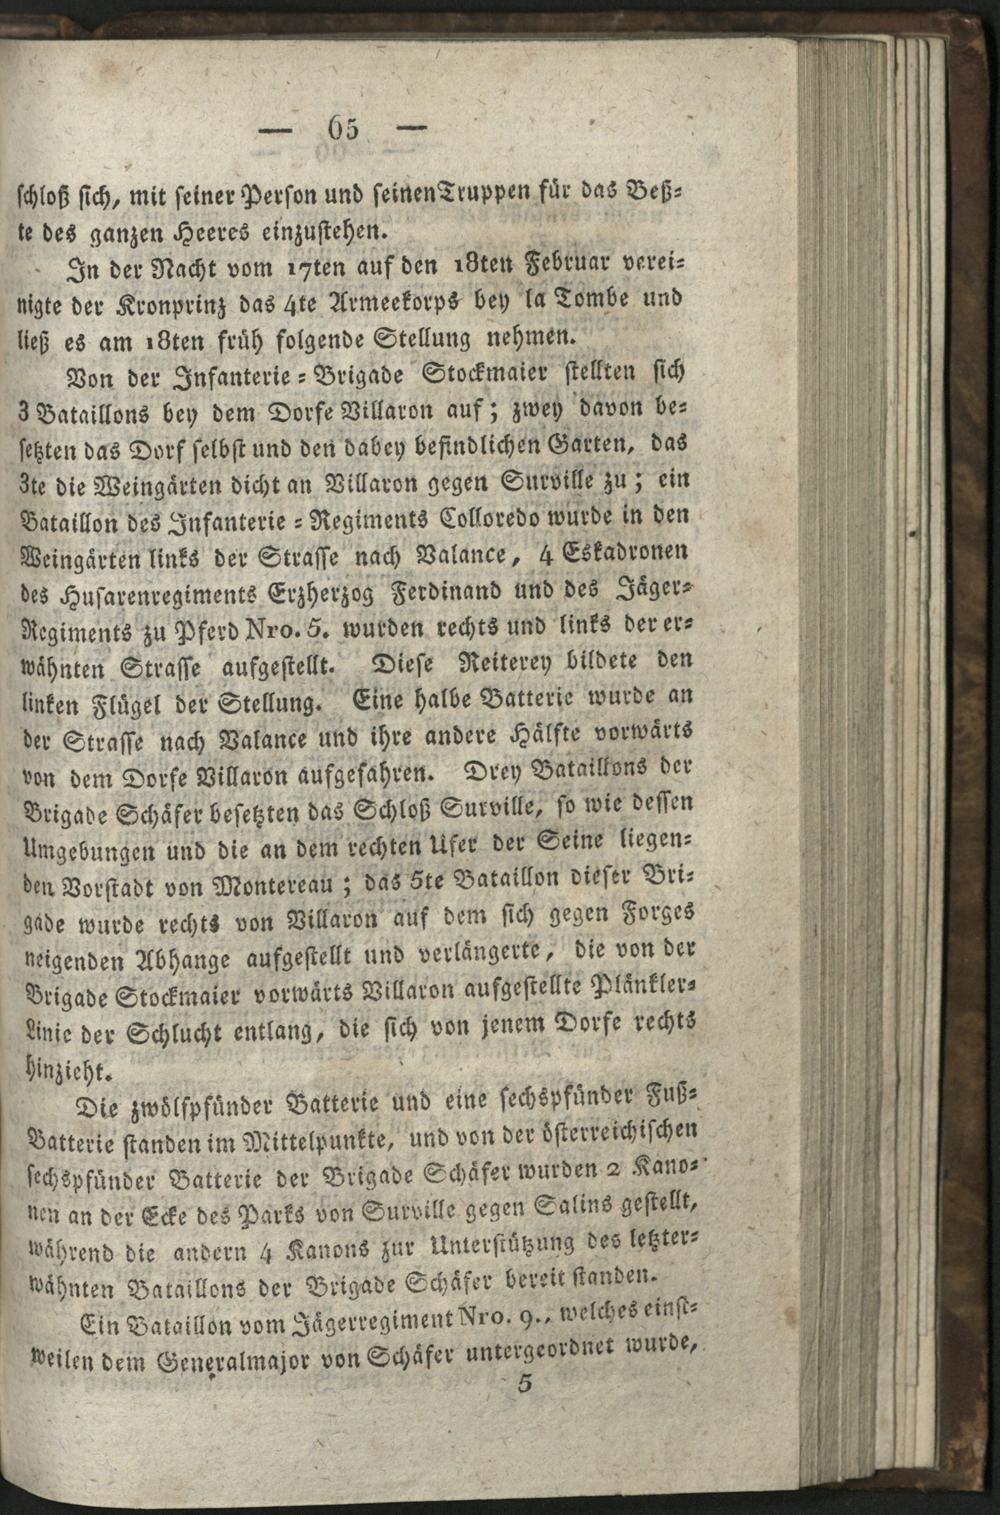 — 65 —
schloß sich, mit seiner Person und seinen Truppen für das Beß-
te des ganzen Heeres einzustehen.
In der Nacht vom 17ten auf den 18ten Februar verei-
nigte der Kronprinz das 4te Armeekorps bey la Tombe und
ließ es am 18ten früh folgende Stellung nehmen.
Von der Infanterie-Brigade Stockmaier stellten sich
3 Bataillons bey dem Dorfe Villaron auf; zwey davon be-
setzten das Dorf selbst und den dabey befindlichen Garten, das
3te die Weingärten dicht an Villaron gegen Surville zu; ein
Bataillon des Infanterie-Regiments Colloredo wurde in den
Weingärten links der Strasse nach Valance, 4 Eskadronen
des Husarenregiments Erzherzog Ferdinand und des Jäger-
Regiments zu Pferd Nro. 5. wurden rechts und links der er-
wähnten Strasse aufgestellt. Diese Reiterey bildete den
linken Flügel der Stellung. Eine halbe Batterie wurde an
der Strasse nach Valance und ihre andere Hälfte vorwärts
von dem Dorfe Villaron aufgefahren. Drey Bataillons der
Brigade Schäfer besetzten das Schloß Surville, so wie dessen
Umgebungen und die an dem rechten Ufer der Seine liegen-
den Vorstadt von Montereau; das 5te Bataillon dieser Bri-
gade wurde rechts von Villaron auf dem sich gegen Forges
neigenden Abhange aufgestellt und verlängerte, die von der
Brigade Stockmaier vorwärts Villaron aufgestellte Plänkler-
Linie der Schlucht entlang, die sich von jenem Dorfe rechts
hinzieht.
Die zwölfpfünder Batterie und eine sechspfünder Fuß-
Batterie standen im Mittelpunkte, und von der österreichischen
sechspfünder Batterie der Brigade Schäfer wurden 2 Kano-
nen an der Ecke des Parks von Surville gegen Salins gestellt,
während die andern 4 Kanons zur Unterstützung des letzter-
wähnten Bataillons der Brigade Schäfer bereit standen.
Ein Bataillon vom Jägerregiment Nro. 9., welches einst-
weilen dem Generalmajor von Schäfer untergeordnet wurde,
5